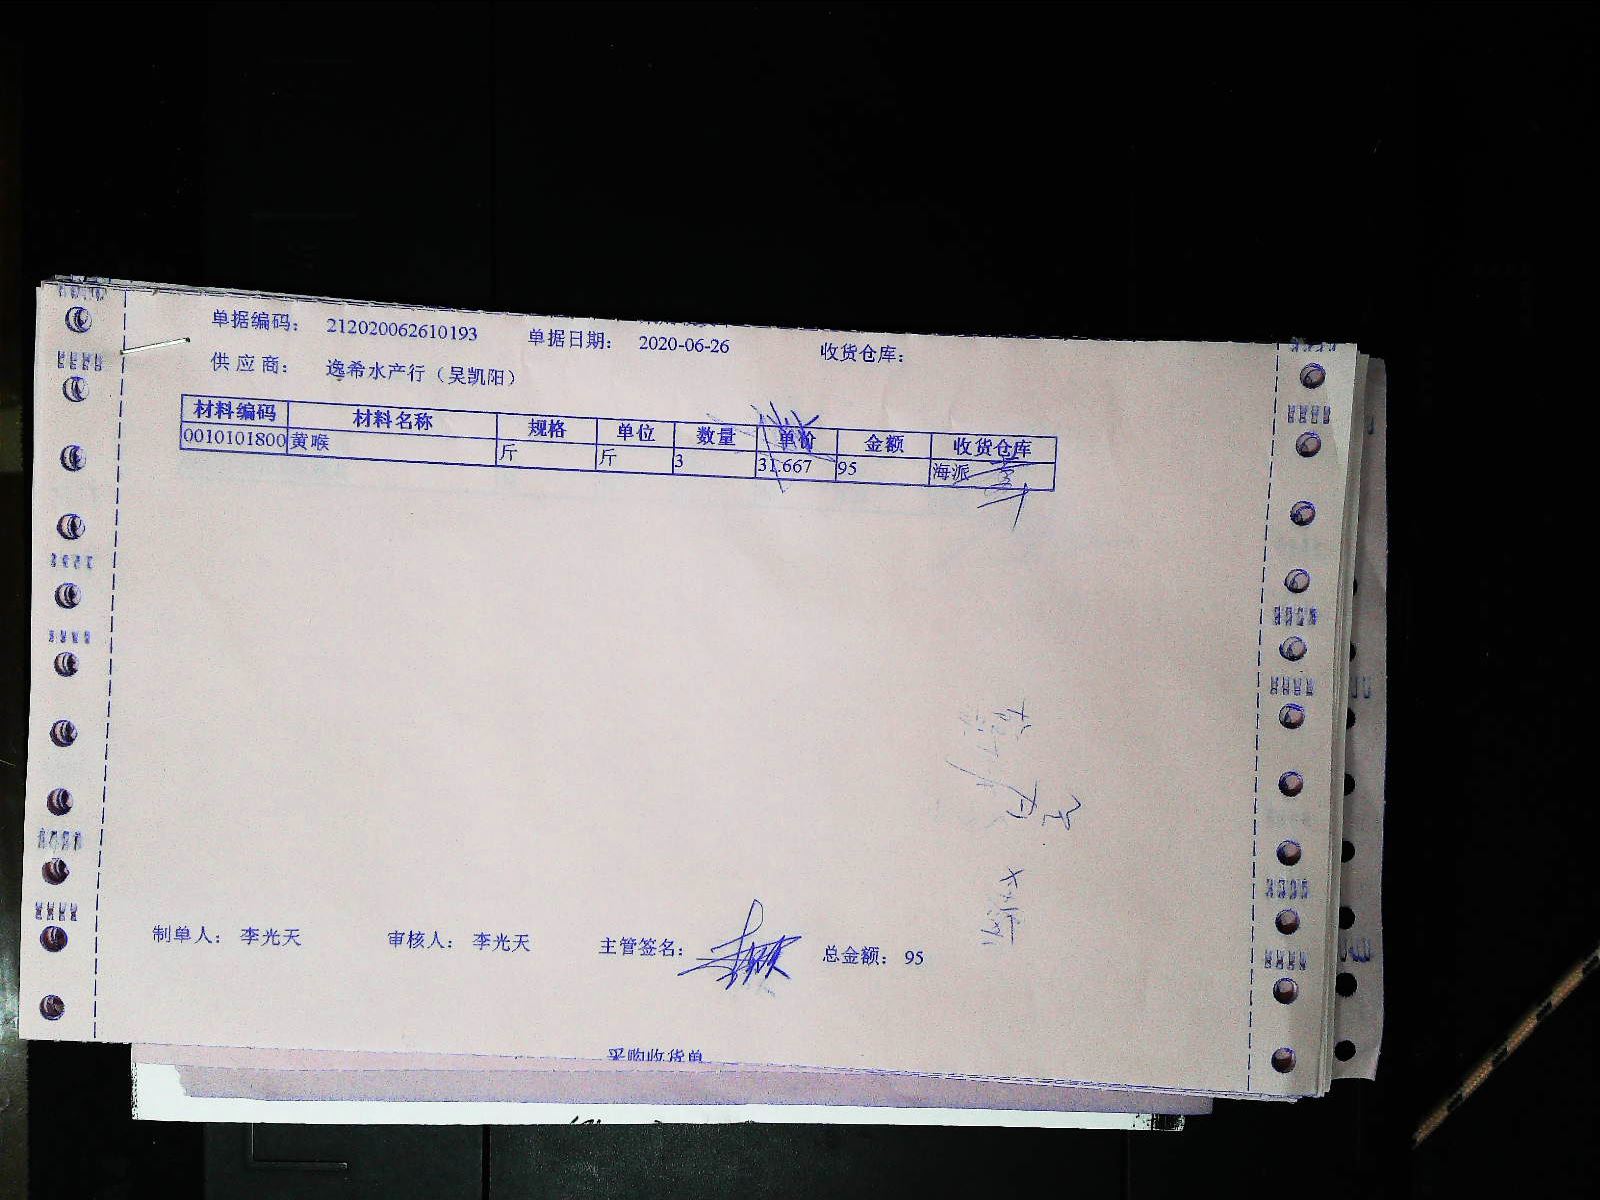 单据编码： 212020062610193 单据日期： 2020-06-26 收货仓库：
供应商： 逸希水产行（吴凯阳）
材料编码 材料名称 规格 单位 数量 单价 金额 收货仓库
0010101800 黄喉 斤 斤 3 31.667 95 海派
制单人： 李光天 审核人： 李光天 主管签名： 总金额： 95
采购收货单